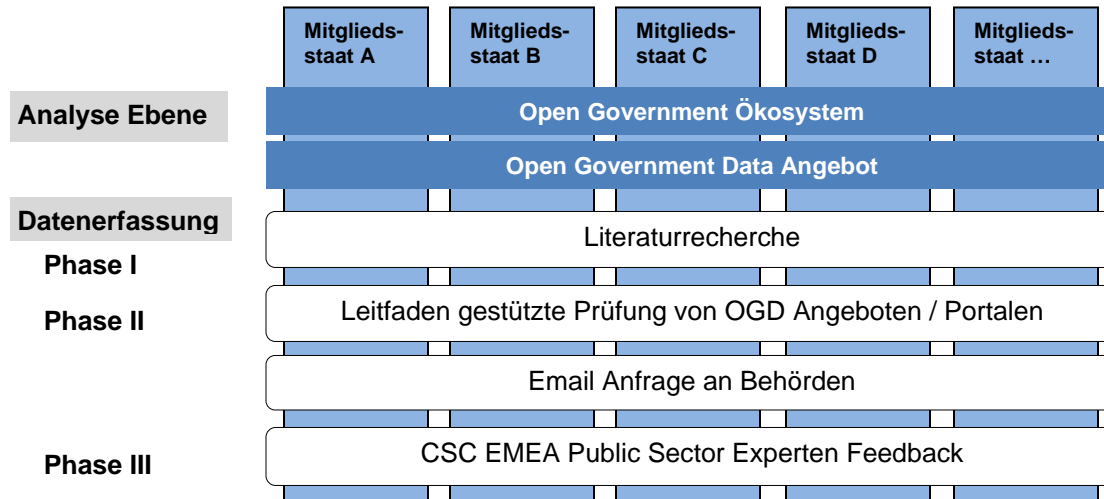 Mitglieds-
staat A
Mitglieds-
staat B
Mitglieds-
staat C
Mitglieds-
staat D
Mitglieds-
staat …
Analyse Ebene
Open Government Ökosystem
Open Government Data Angebot
Datenerfassung
Literaturrecherche
Phase I
Phase II
Leitfaden gestützte Prüfung von OGD Angeboten / Portalen
Email Anfrage an Behörden
Phase III
CSC EMEA Public Sector Experten Feedback